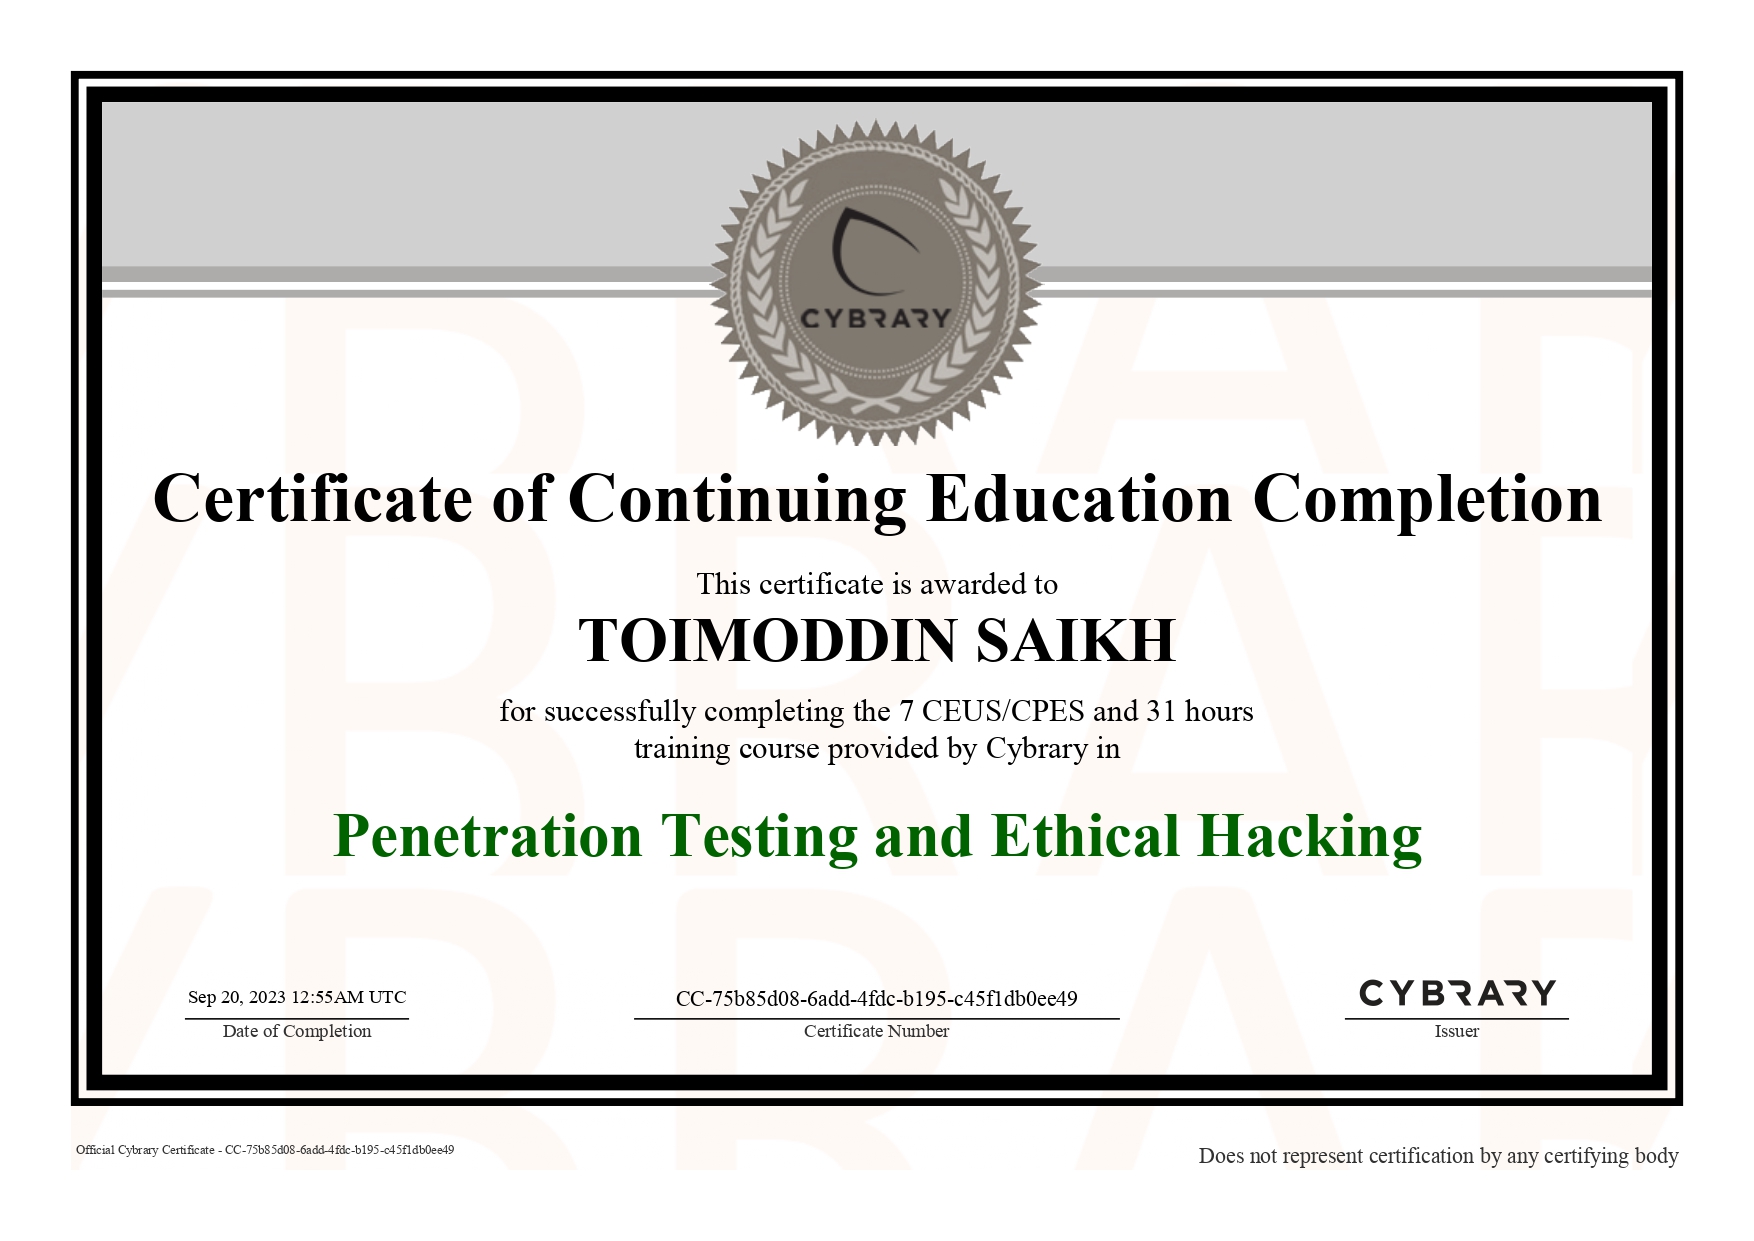 CYBRARY
Certificate of Continuing Education Completion
This certificate is awarded to
TOIMODDIN SAIKH
for successfully completing the 7 CEUS/CPES and 31 hours
training course provided by Cybrary in
Penetration Testing and Ethical Hacking
Sep 20, 2023 12:55AM UTC
Date of Completion
CC-75b85d08-6add-4fdc-b195-c45f1db0ee49
Certificate Number
CYBRARY
Issuer
Official Cybrary Certificate - CC-75b85d08-6add-4fdc-b195-c45f1db0ee49
Does not represent certification by any certifying body